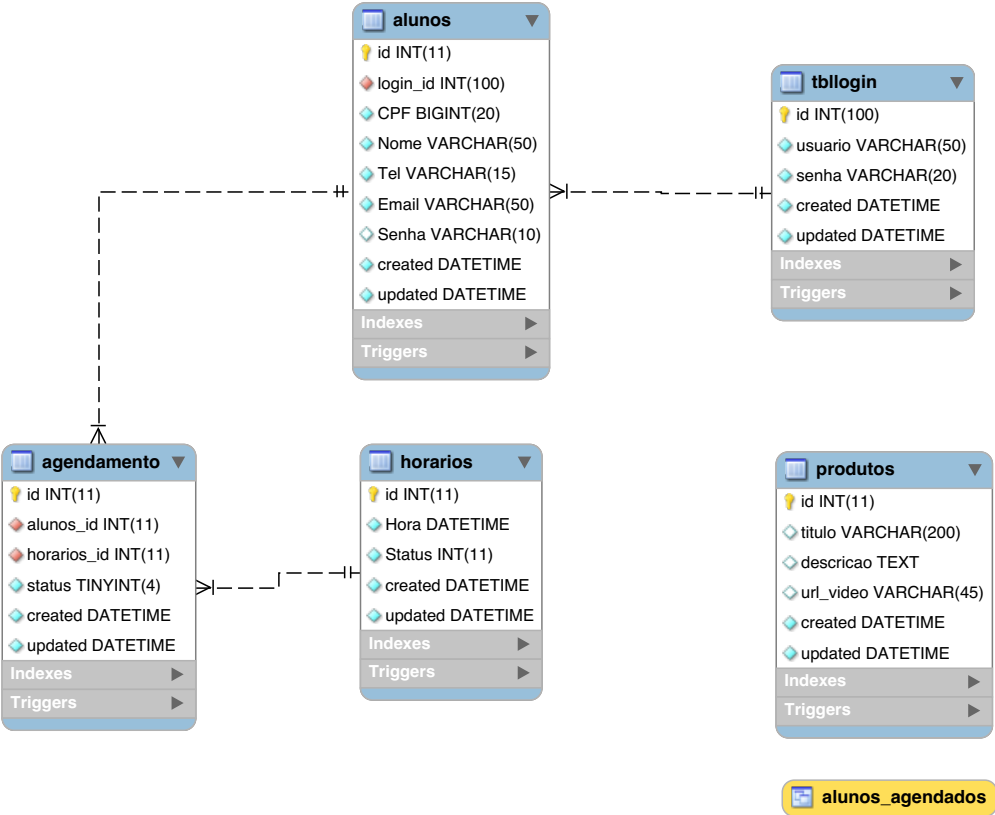 alunos
id INT(11)
login_id INT(100)
CPF BIGINT(20)
Nome VARCHAR(50)
Tel VARCHAR(15)
Email VARCHAR(50)
Senha VARCHAR(10)
created DATETIME
updated DATETIME
Indexes
Triggers
tbllogin
id INT(100)
usuario VARCHAR(50)
senha VARCHAR(20)
created DATETIME
updated DATETIME
Indexes
Triggers
agendamento
id INT(11)
alunos_id INT(11)
horarios_id INT(11)
status TINYINT(4)
created DATETIME
updated DATETIME
Indexes
Triggers
horarios
id INT(11)
Hora DATETIME
Status INT(11)
created DATETIME
updated DATETIME
Indexes
Triggers
produtos
id INT(11)
titulo VARCHAR(200)
descricao TEXT
url_video VARCHAR(45)
created DATETIME
updated DATETIME
Indexes
Triggers
alunos_agendados